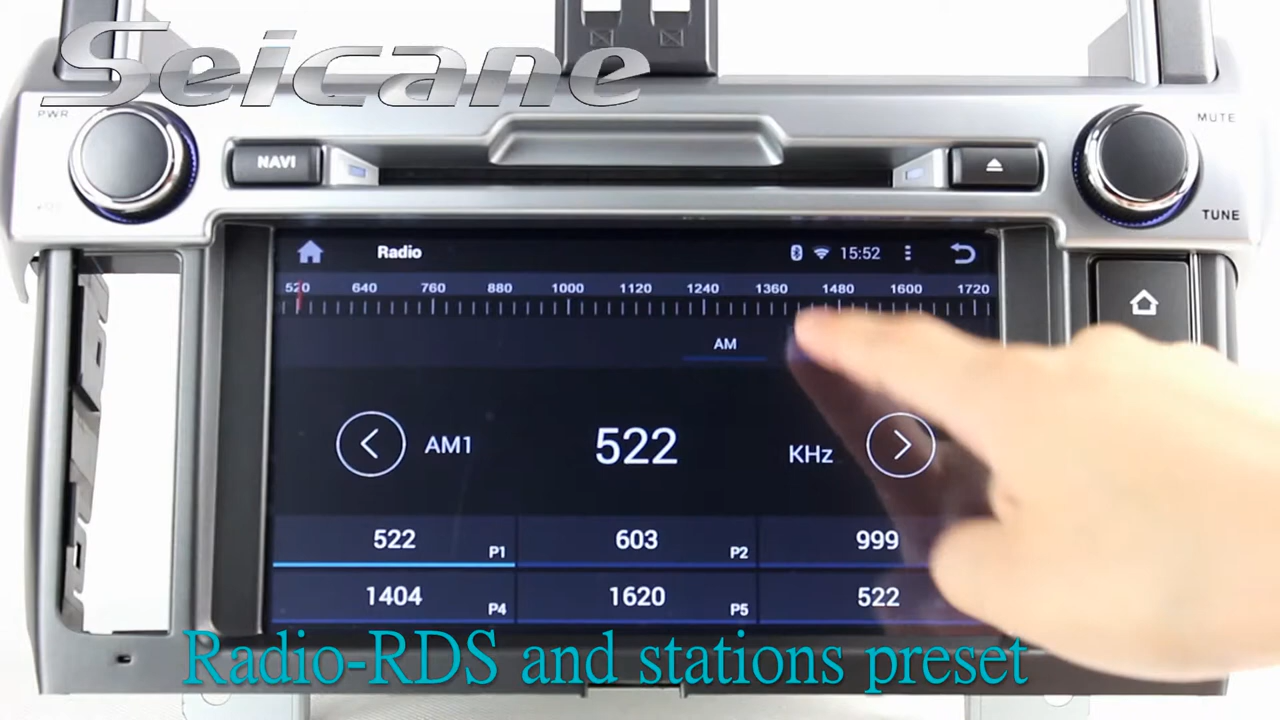 Seicane
PWR
MUTE
NAVI
TUNE
Radio
15:52
520 640 760 880 1000 1120 1240 1360 1480 1600 1720
AM
AM1
522
KHz
522 P1
603 P2
999
1404 P4
1620 P5
522
Radio-RDS and stations preset